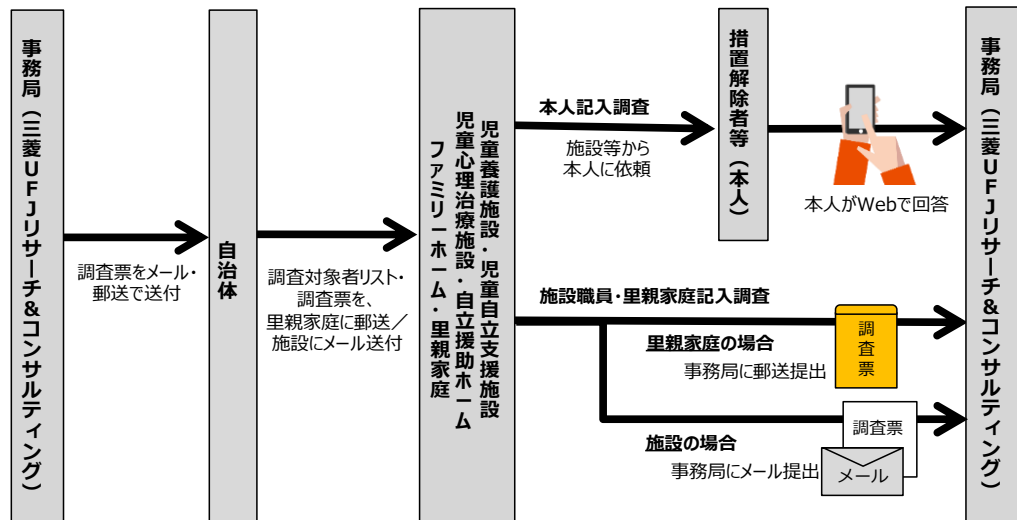 事務局（三菱UFJリサーチ&コンサルティング）
調査票をメール・
郵送で送付
自治体
調査対象者リスト・
調査票を、
里親家庭に郵送／
施設にメール送付
児童養護施設・児童自立支援施設
児童心理治療施設・自立援助ホーム
ファミリーホーム・里親家庭
本人記入調査
施設等から
本人に依頼
措置解除者等（本人）
本人がWebで回答
施設職員・里親家庭記入調査
里親家庭の場合
事務局に郵送提出
調査票
施設の場合
事務局にメール提出
調査票
メール
事務局（三菱UFJリサーチ&コンサルティング）